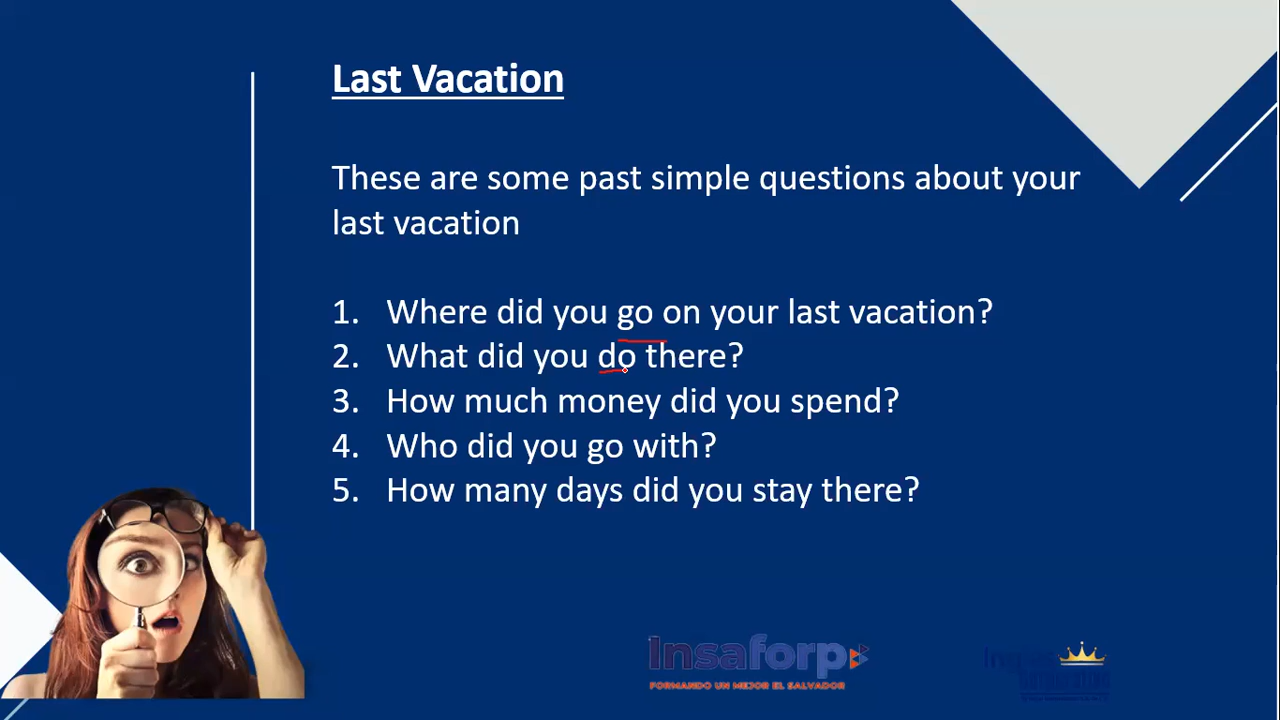 Last Vacation
These are some past simple questions about your
last vacation
1. Where did you go on your last vacation?
2. What did you do there?
3. How much money did you spend?
4. Who did you go with?
5. How many days did you stay there?
Insaforp
FORMANDO UN MEJOR EL SALVADOR